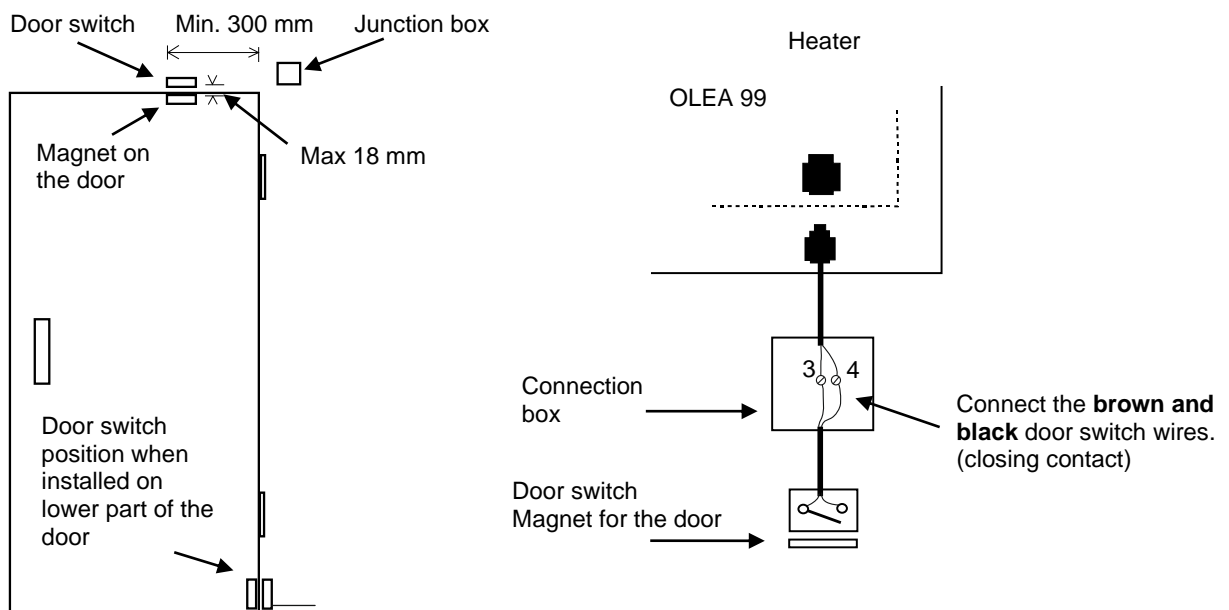 Door switch
Min. 300 mm
Junction box
Magnet on
the door
Max 18 mm
Door switch
position when
installed on
lower part of the
door
Heater
OLEA 99
3
4
Connection
box
Connect the brown and
black door switch wires.
(closing contact)
Door switch
Magnet for the door